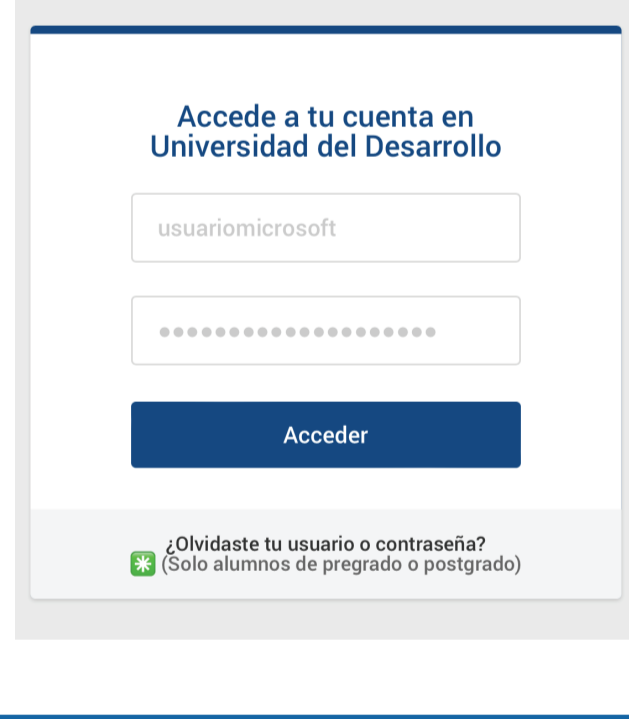 Accede a tu cuenta en
Universidad del Desarrollo
usuariomicrosoft
••••••••••••••••••••
Acceder
¿Olvidaste tu usuario o contraseña?
(Solo alumnos de pregrado o postgrado)